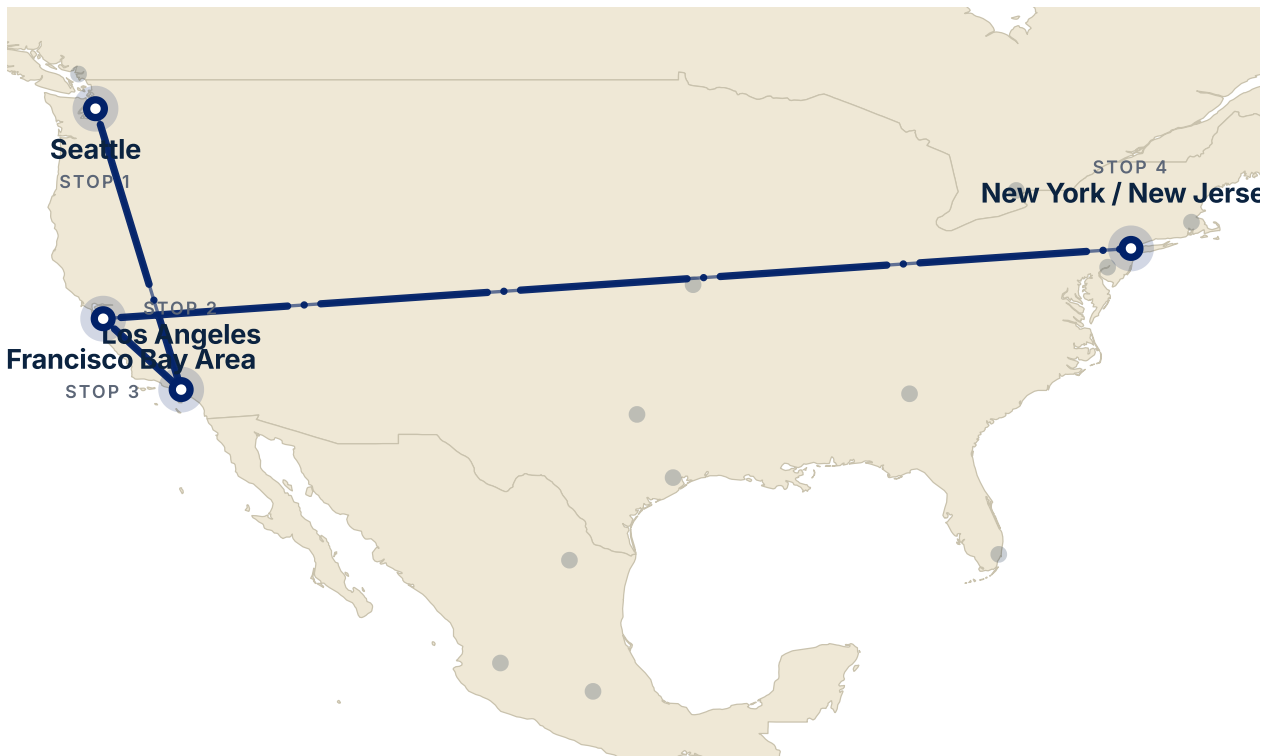 Seattle
STOP 1
STOP 4
New York / New Jerse
STOP 2
Los Angeles
Francisco Bay Area
STOP 3